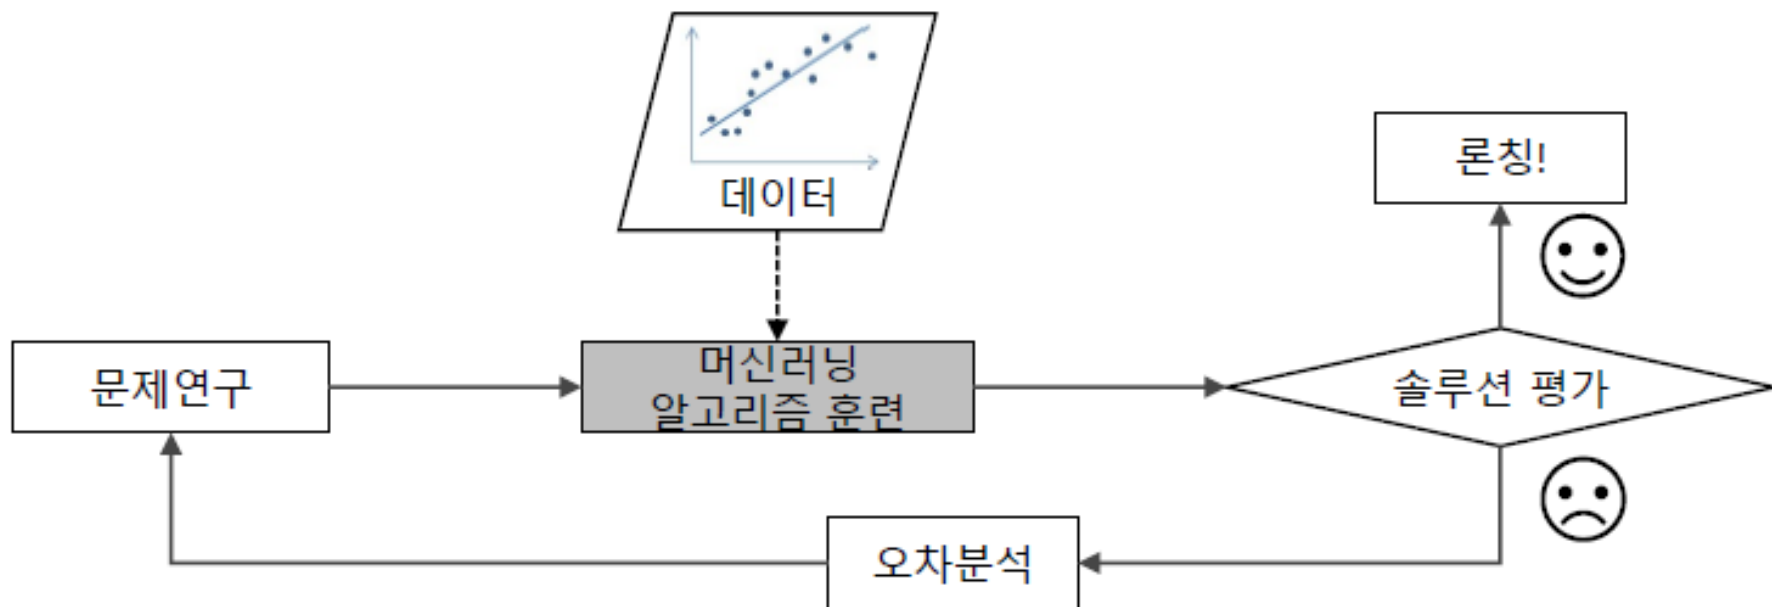 데이터
론칭!
문제연구
머신러닝
알고리즘 훈련
솔루션 평가
오차분석